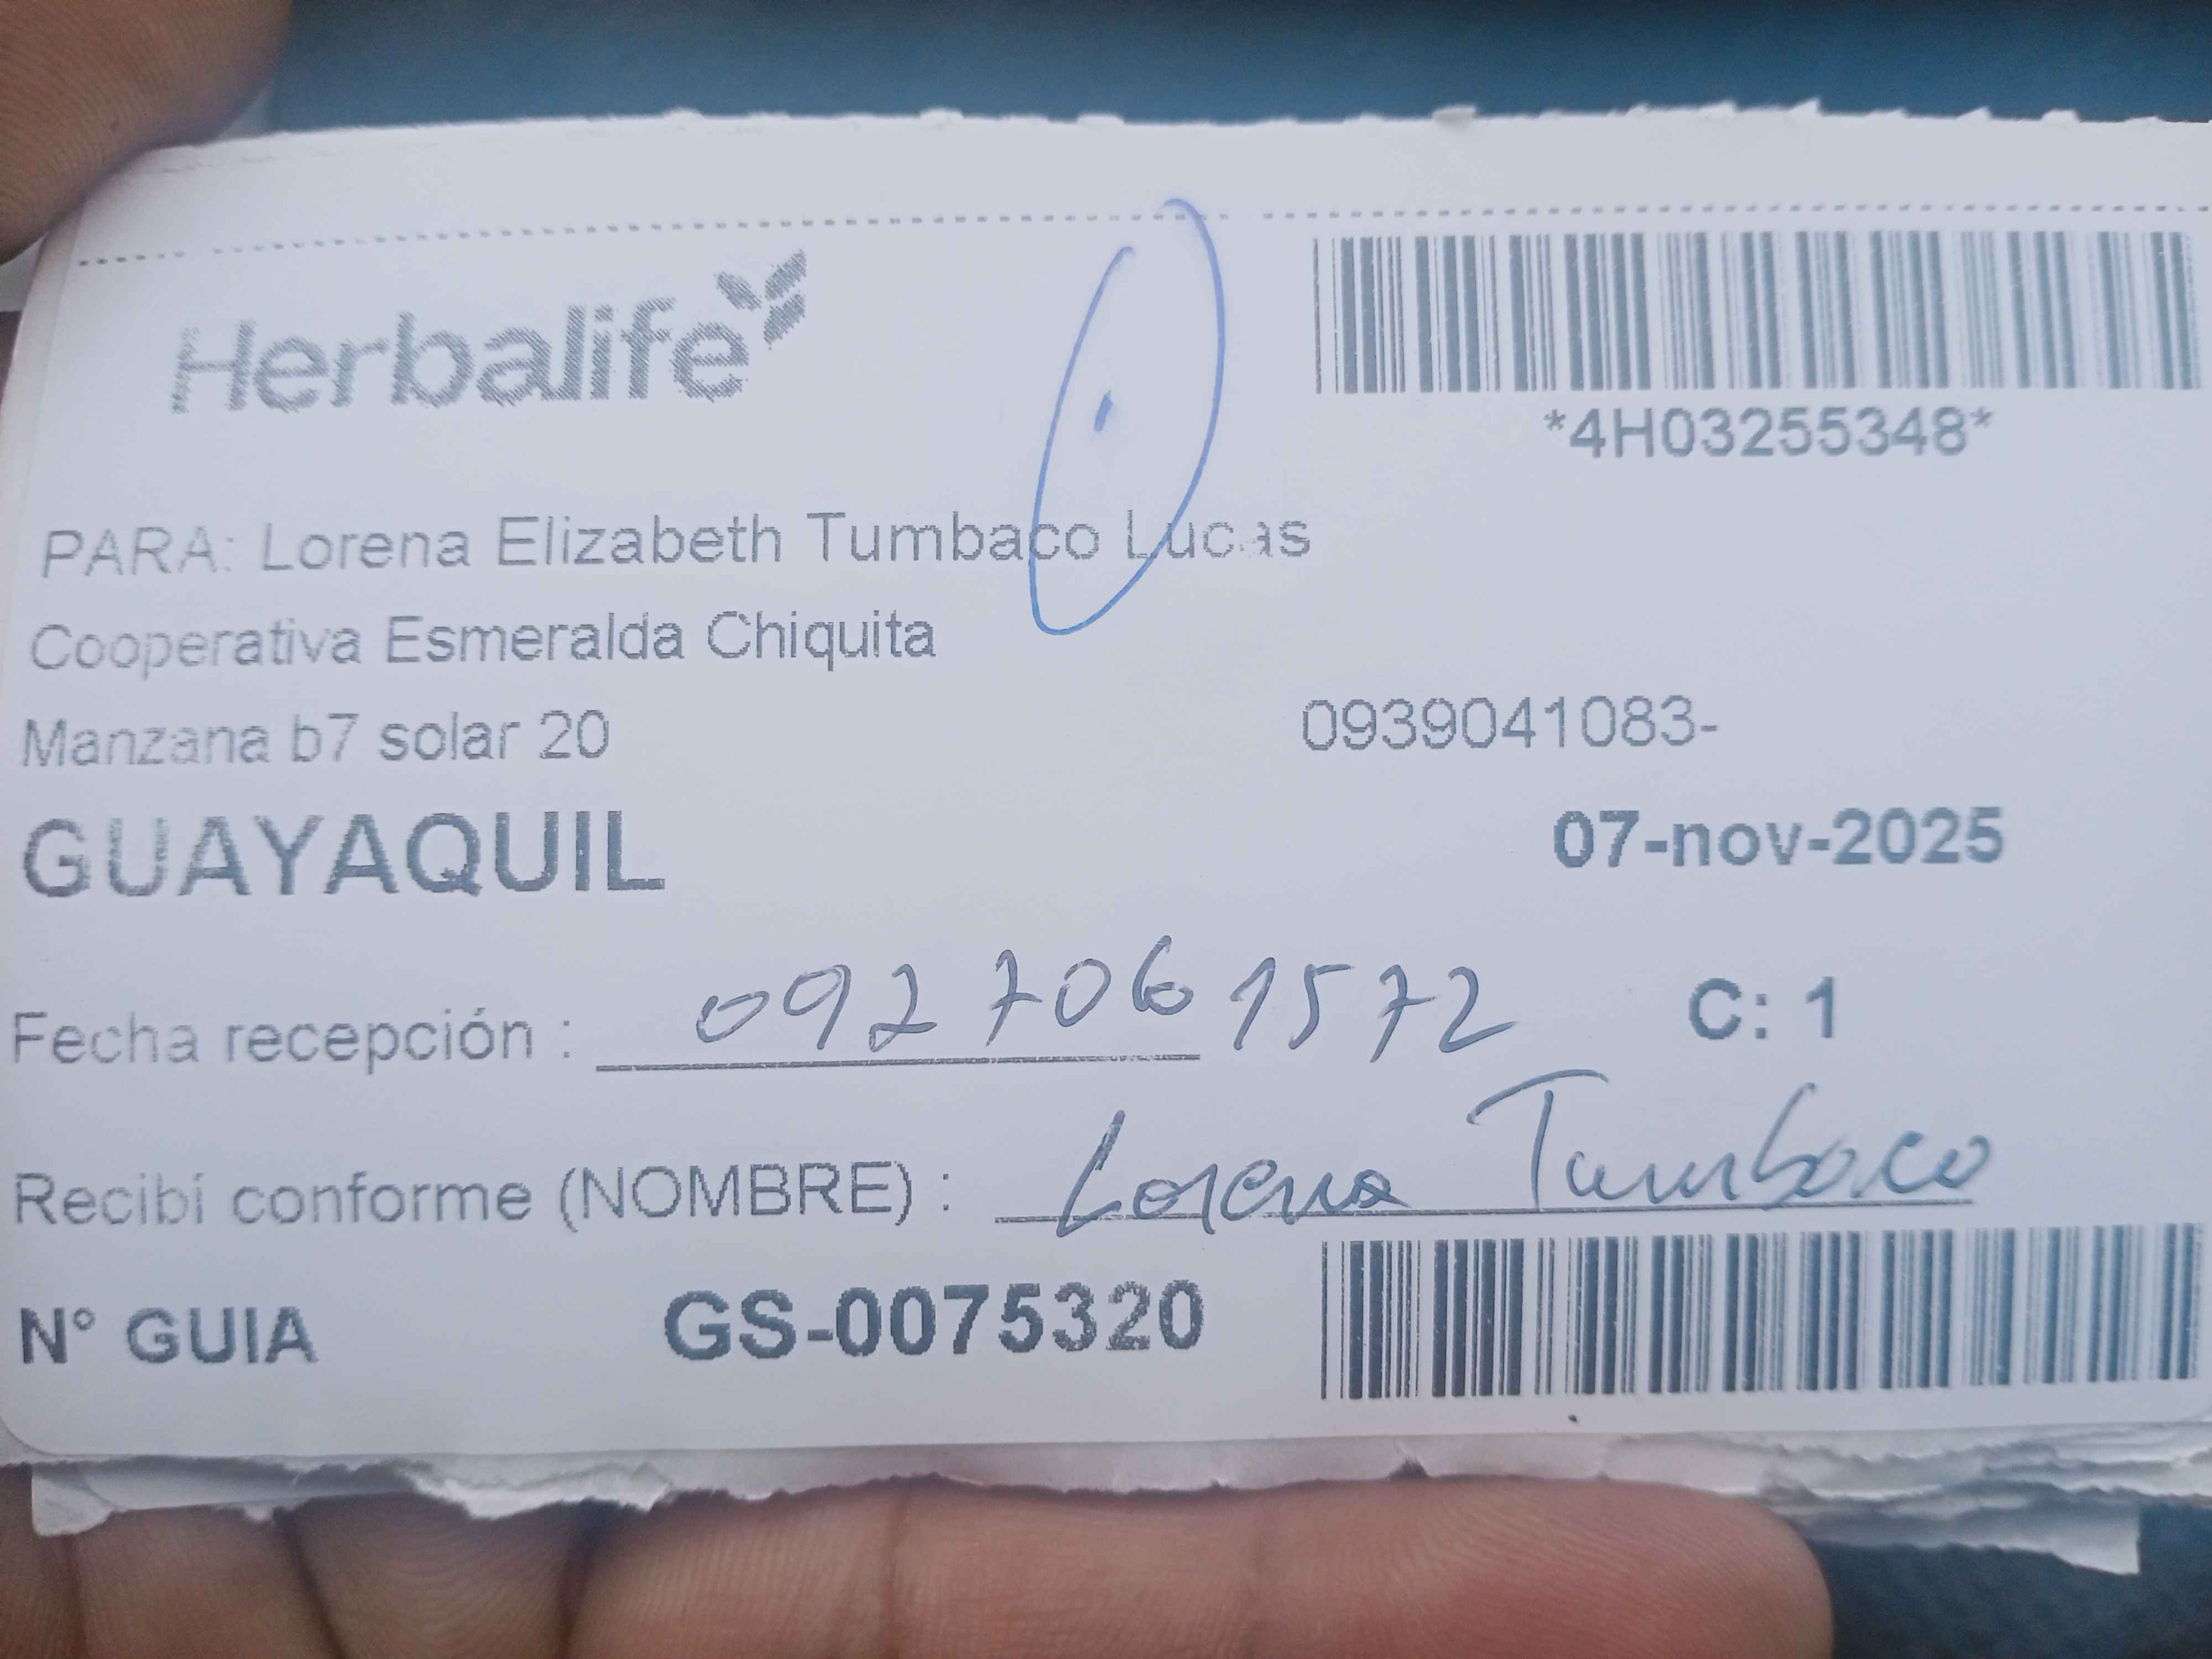 Herbalife
*4H03255348*
PARA: Lorena Elizabeth Tumbaco Lucas
Cooperativa Esmeralda Chiquita
Manzana b7 solar 20 0939041083-
GUAYAQUIL 07-nov-2025
Fecha recepción : 0927061572 C: 1
Recibí conforme (NOMBRE) : Lorena Tumbaco
N° GUIA GS-0075320